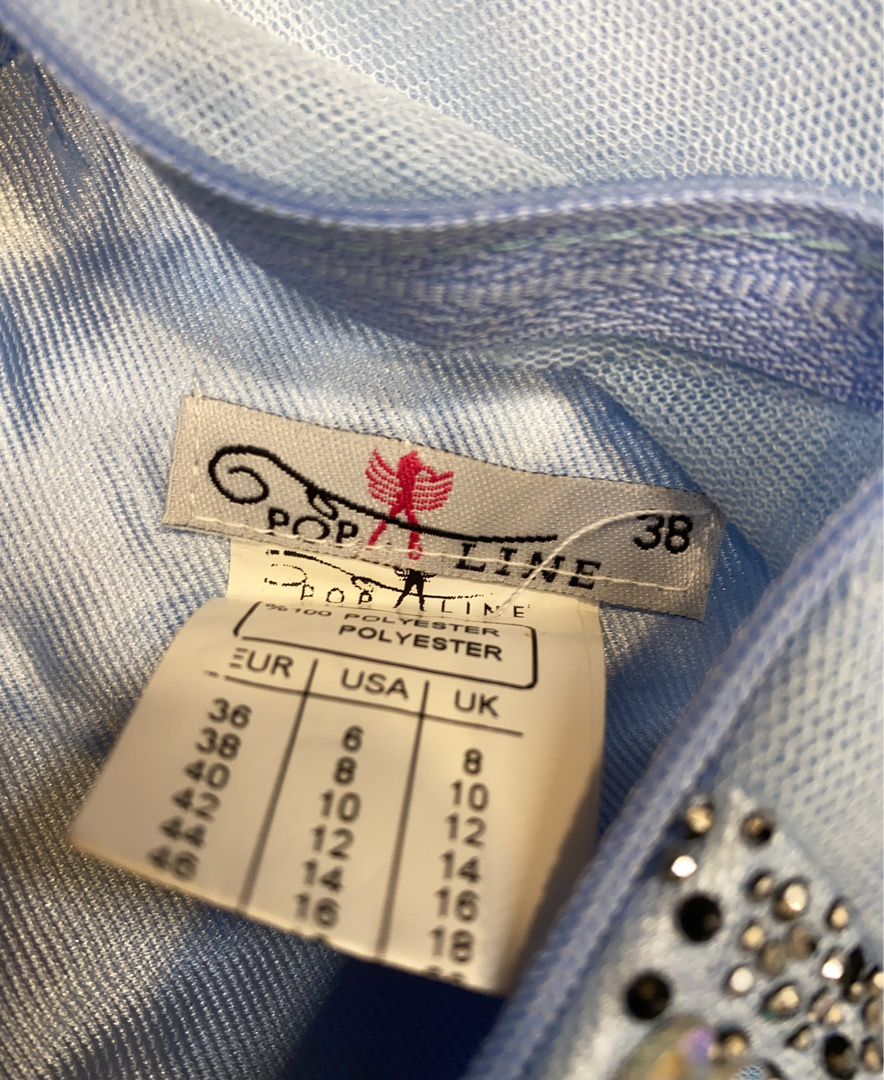 POP LINE 38
POP LINE
%100 POLYESTER
POLYESTER
EUR USA UK
36 6 8
38 8 10
40 10 12
42 12 14
44 14 16
46 16 18